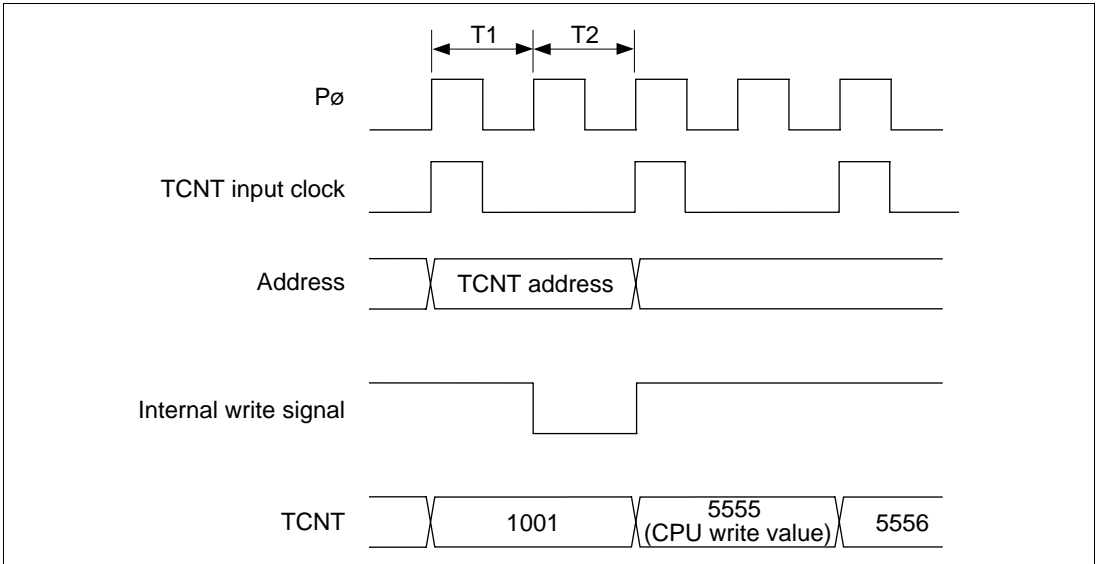 T1 T2
Pø
TCNT input clock
Address TCNT address
Internal write signal
TCNT 1001 5555 5556
(CPU write value)